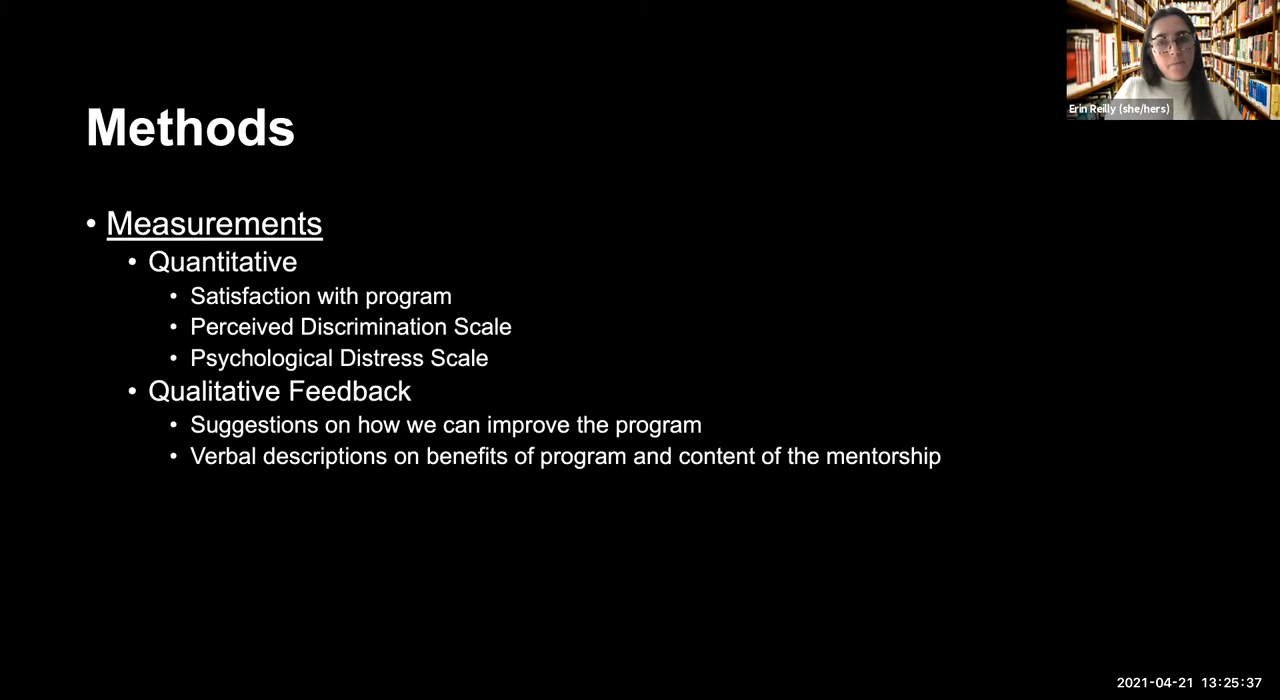 Erin Reilly (she/hers)
Methods
• Measurements
• Quantitative
• Satisfaction with program
• Perceived Discrimination Scale
• Psychological Distress Scale
• Qualitative Feedback
• Suggestions on how we can improve the program
• Verbal descriptions on benefits of program and content of the mentorship
2021-04-21 13:25:37